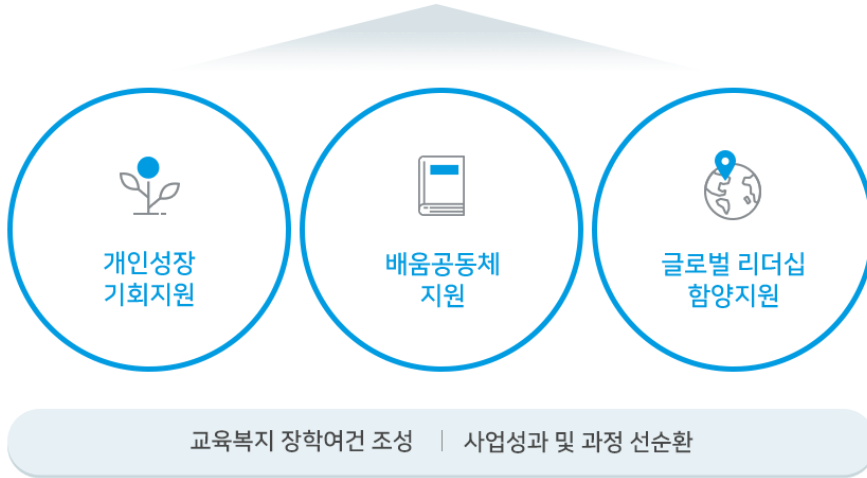 개인성장
기회지원
배움공동체
지원
글로벌 리더십
함양지원
교육복지 장학여건 조성 | 사업성과 및 과정 선순환